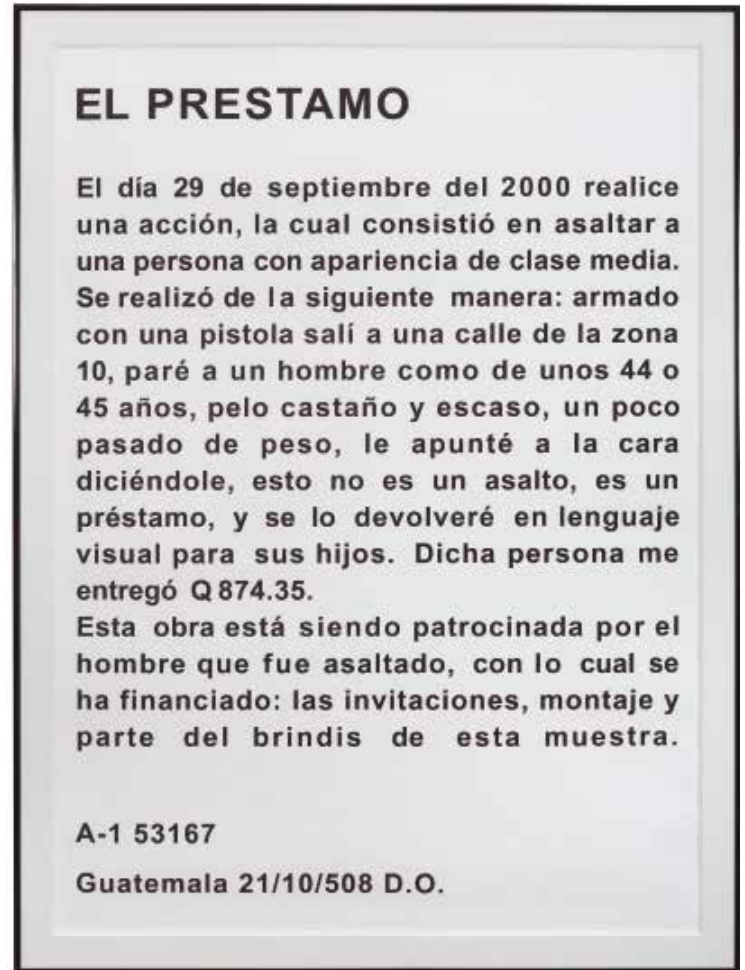 EL PRESTAMO
El día 29 de septiembre del 2000 realice
una acción, la cual consistió en asaltar a
una persona con apariencia de clase media.
Se realizó de la siguiente manera: armado
con una pistola salí a una calle de la zona
10, paré a un hombre como de unos 44 o
45 años, pelo castaño y escaso, un poco
pasado de peso, le apunté a la cara
diciéndole, esto no es un asalto, es un
préstamo, y se lo devolveré en lenguaje
visual para sus hijos. Dicha persona me
entregó Q 874.35.
Esta obra está siendo patrocinada por el
hombre que fue asaltado, con lo cual se
ha financiado: las invitaciones, montaje y
parte del brindis de esta muestra.
A-1 53167
Guatemala 21/10/508 D.O.